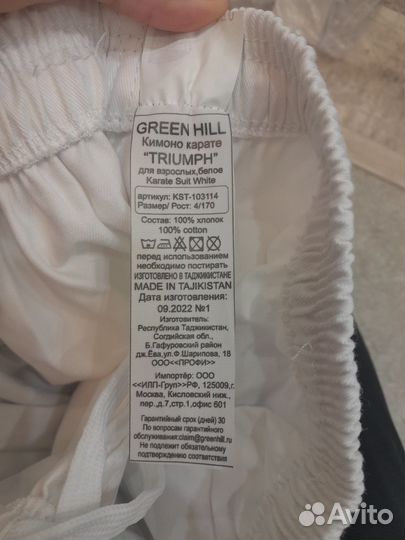 GREEN HILL
Кимоно карате
"TRIUMPH"
для взрослых,белое
Karate Suit White
артикул: KST-103114
Размер/ Рост: 4/170
Состав: 100% хлопок
100% cotton
перед использованием
необходимо постирать
ИЗГОТОВЛЕНО В ТАДЖИКИСТАНЕ
MADE IN TAJIKISTAN
Дата изготовления:
09.2022 №1
Изготовитель:
Республика Таджикистан,
Согдийская обл.,
Б.Гафуровский район
дж.Ёва,ул.Ф.Шарипова, 18
ООО<<ПРОФИ>>
Импортёр: ООО
<<ИЛП-Груп>>РФ, 125009,г.
Москва, Кисловский ниж.,
пер.,д.7,стр.1,офис 601
Гарантийный срок (дней) 30
По вопросам гарантийного
обслуживания:claim@greenhill.ru
Не подлежит обязательному
подтверждению соответствия
Avito